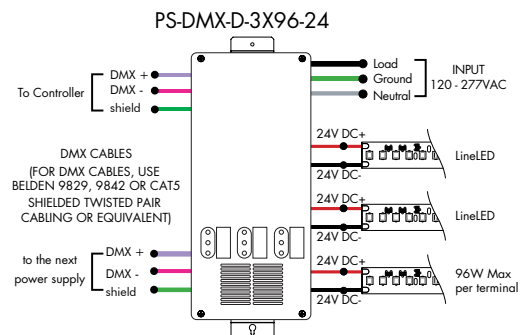 PS-DMX-D-3X96-24
DMX +
DMX -
shield
To Controller
Load
Ground
Neutral
INPUT
120 - 277VAC
DMX CABLES
(FOR DMX CABLES, USE
BELDEN 9829, 9842 OR CAT5
SHIELDED TWISTED PAIR
CABLING OR EQUIVALENT)
24V DC+
24V DC-
LineLED
24V DC+
24V DC-
LineLED
to the next
power supply
DMX +
DMX -
shield
24V DC+
24V DC-
96W Max
per terminal